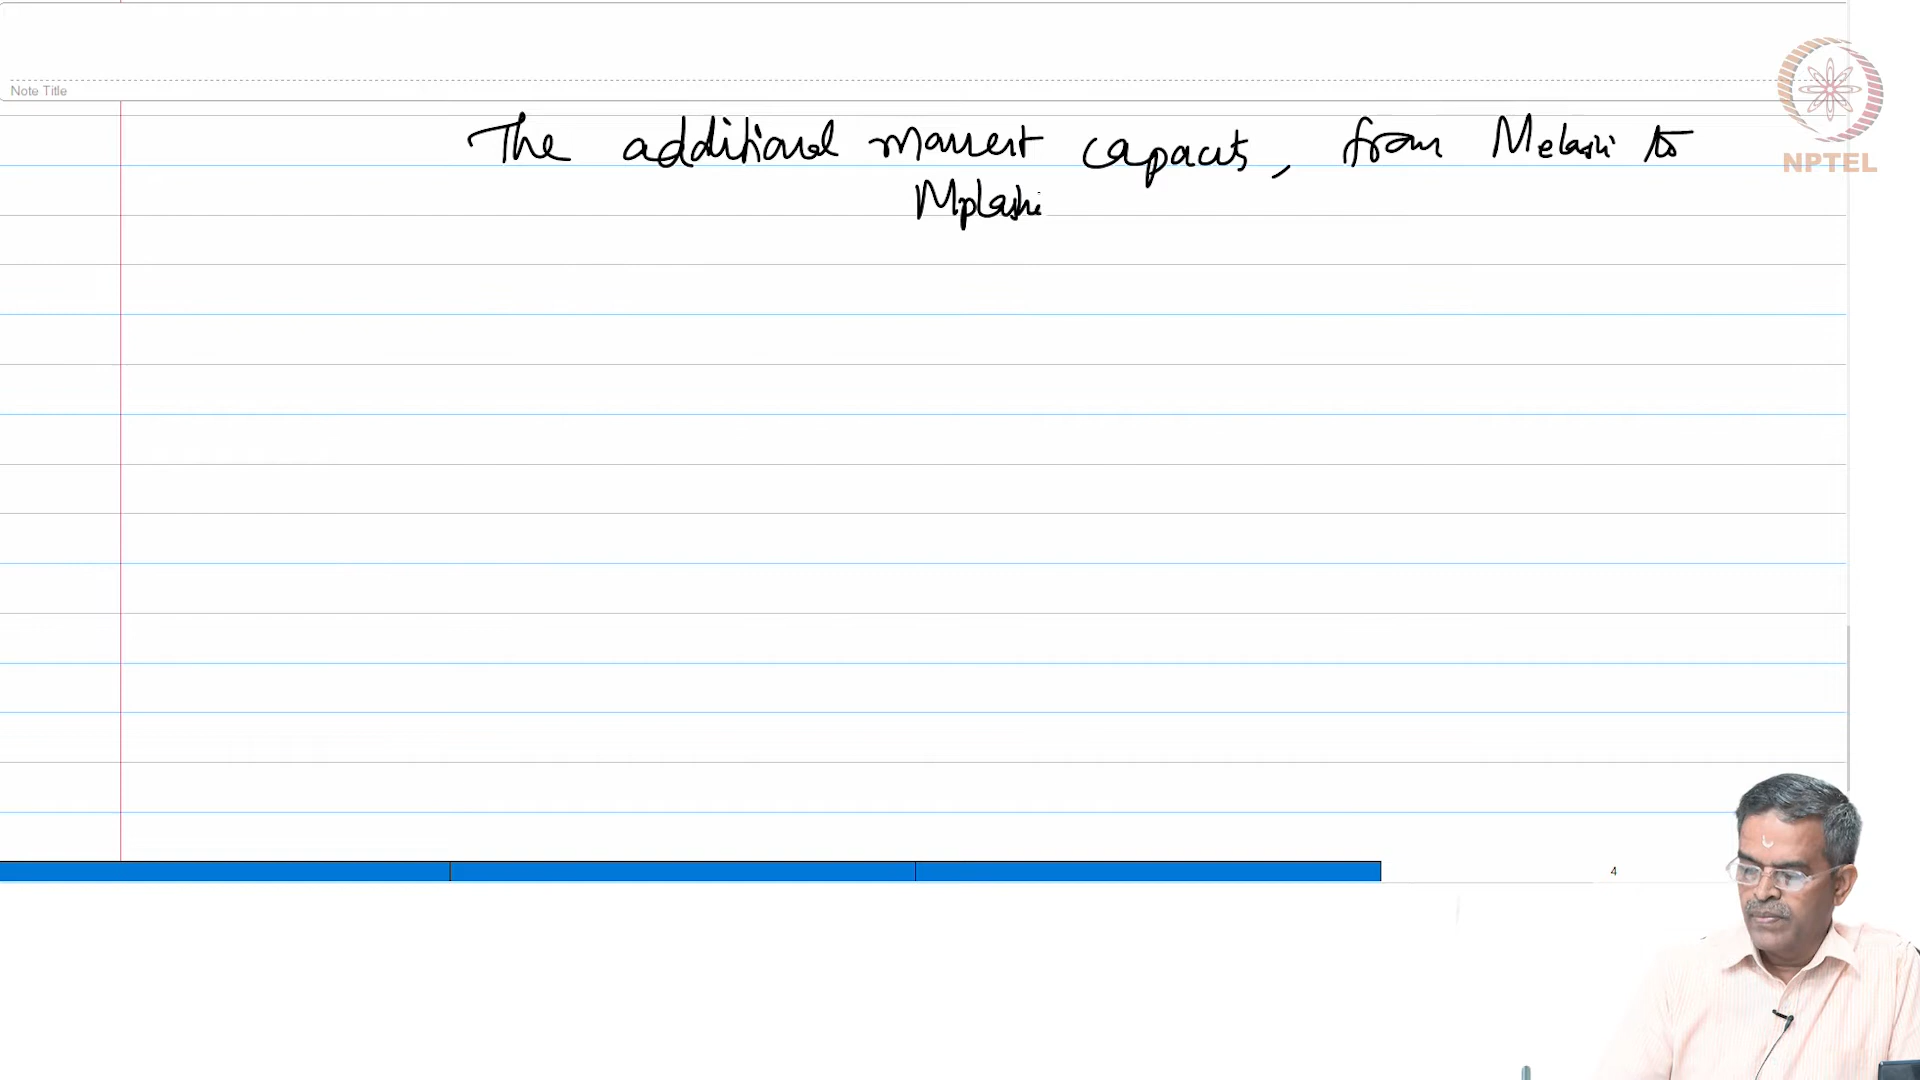 Note Title
The additional moment capacity, from Melastic to
Mplastic
NPTEL
4